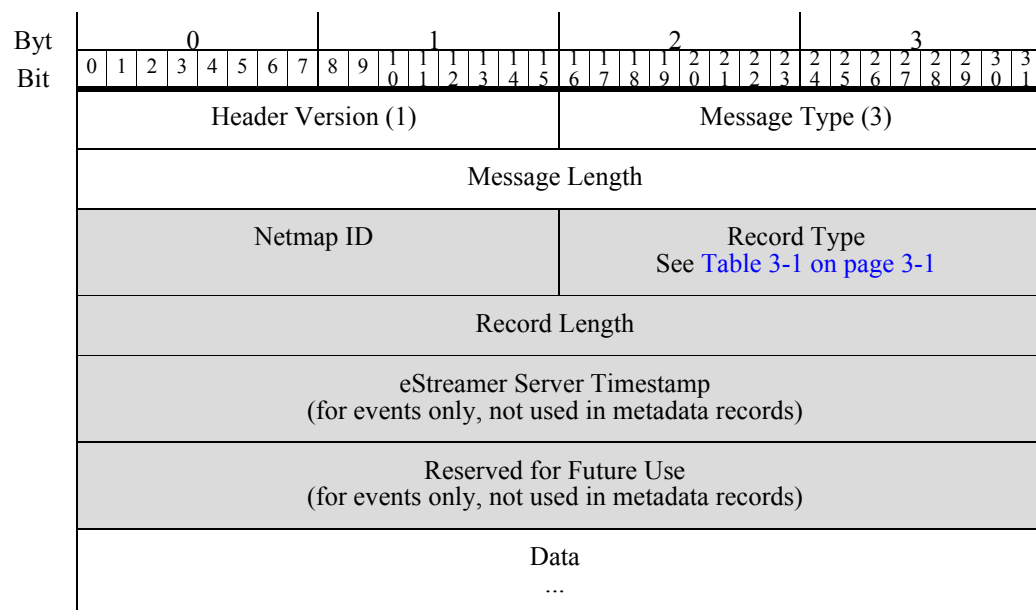 Byt 0 1 2 3
Bit 0 1 2 3 4 5 6 7 8 9 10 11 12 13 14 15 16 17 18 19 20 21 22 23 24 25 26 27 28 29 30 31
Header Version (1) Message Type (3)
Message Length
Netmap ID Record Type
See Table 3-1 on page 3-1
Record Length
eStreamer Server Timestamp
(for events only, not used in metadata records)
Reserved for Future Use
(for events only, not used in metadata records)
Data
...